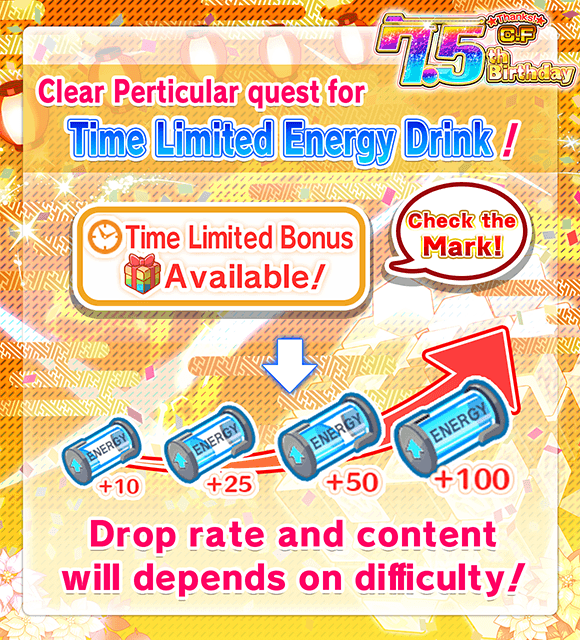 Thanks!
C.F
7.5th Birthday
Clear Perticular quest for
Time Limited Energy Drink !
Time Limited Bonus
Available!
Check the
Mark!
ENERGY
ENERGY
ENERGY
ENERGY
+10
+25
+50
+100
Drop rate and content
will depends on difficulty!